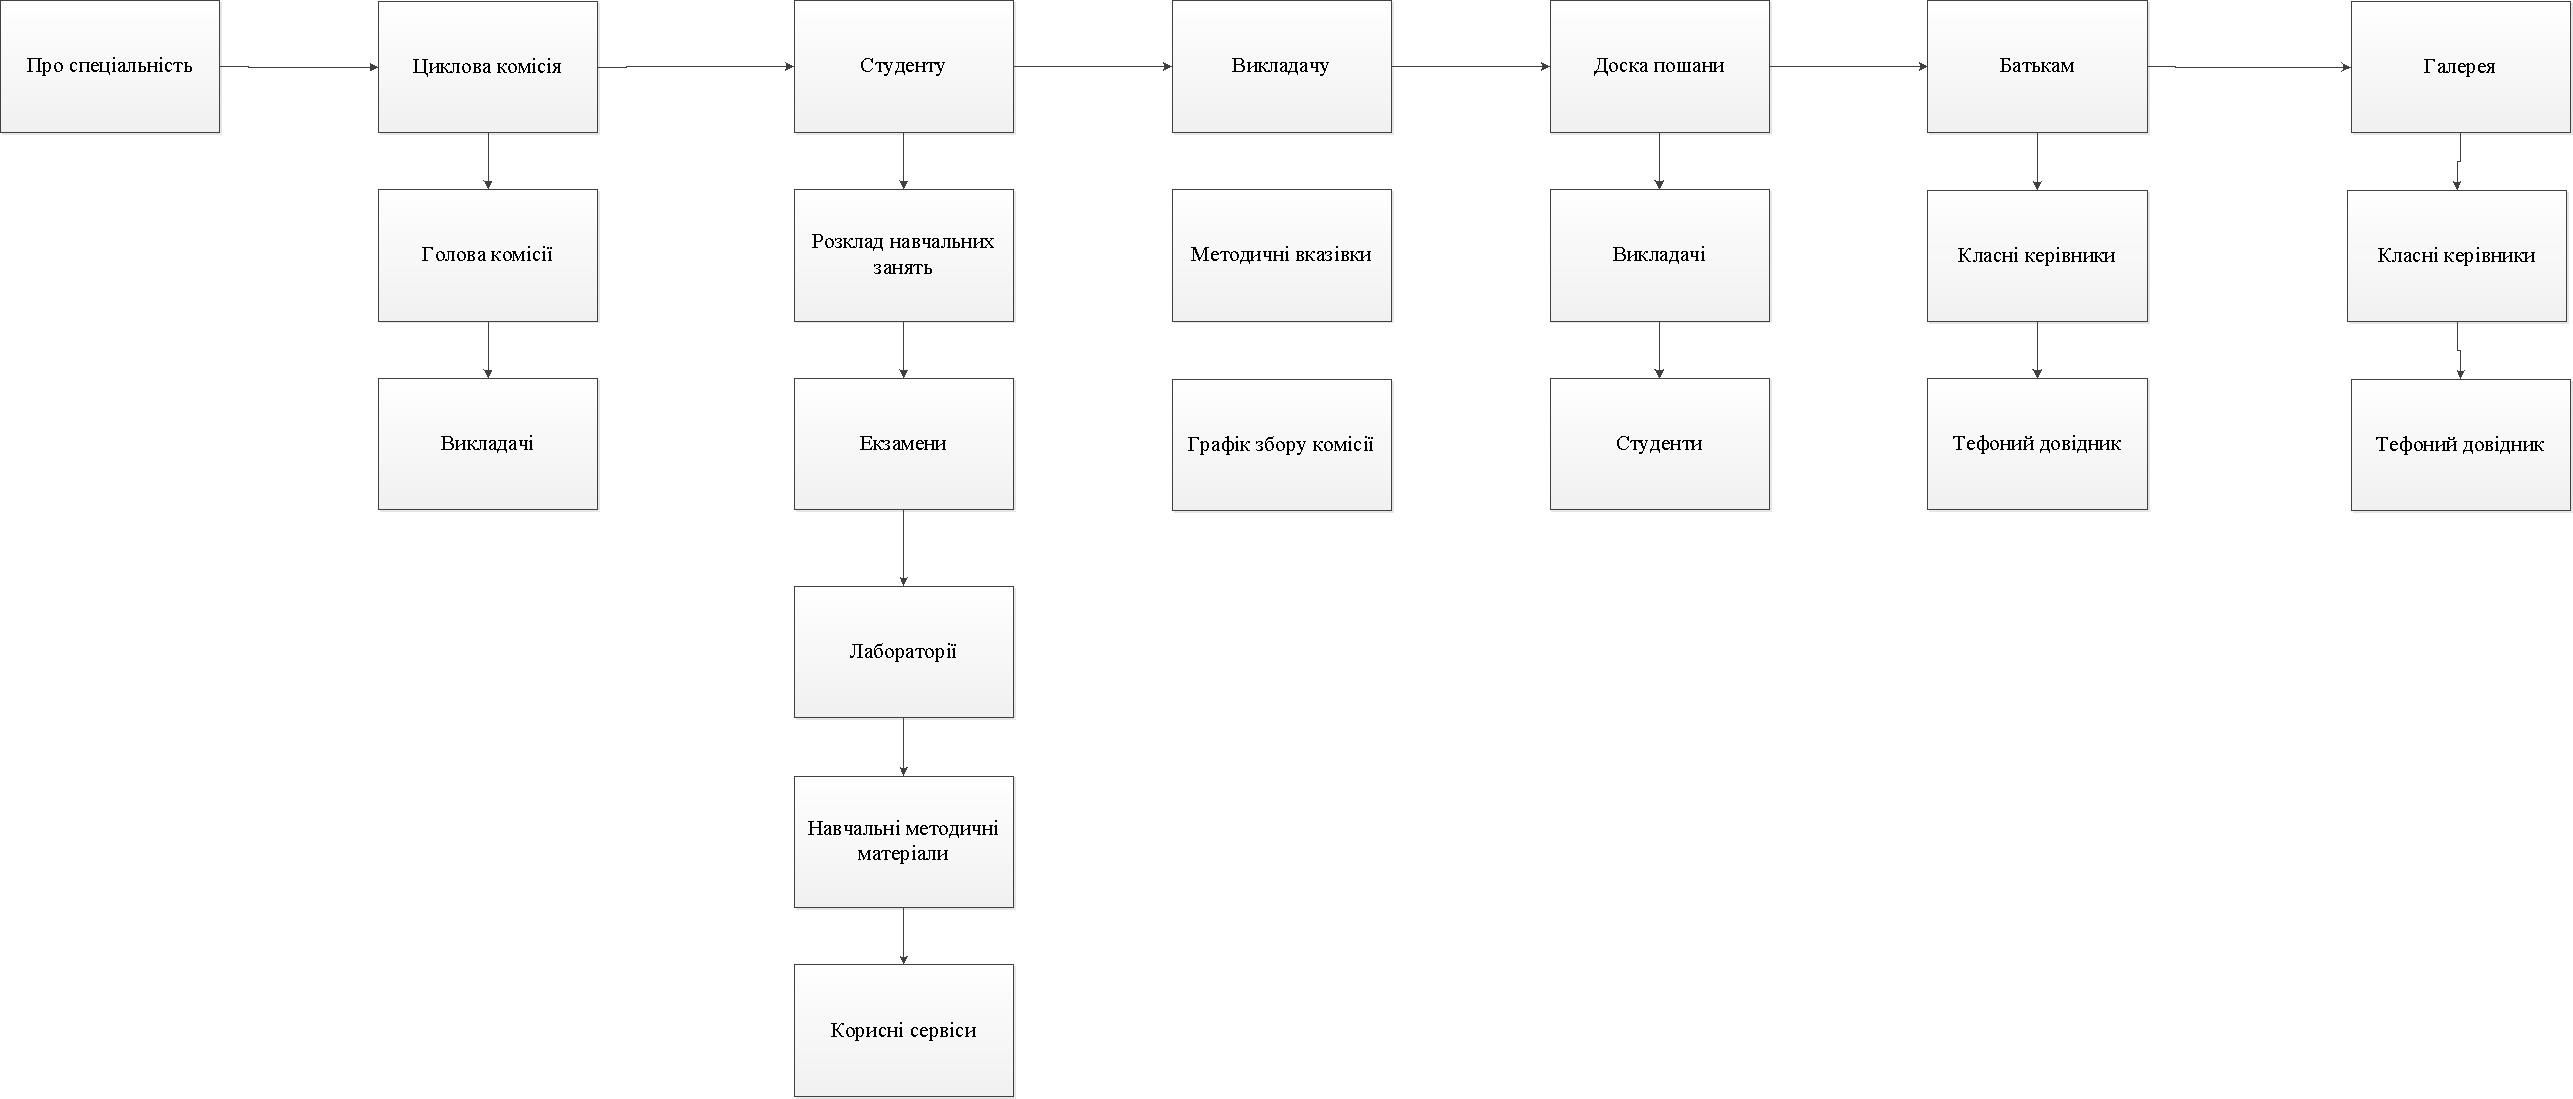 Про спеціальність
Циклова комісія
Студенту
Викладачу
Доска пошани
Батькам
Галерея
Голова комісії
Розклад навчальних
занять
Методичні вказівки
Викладачі
Класні керівники
Класні керівники
Викладачі
Екзамени
Графік збору комісії
Студенти
Тефоний довідник
Тефоний довідник
Лабораторії
Навчальні методичні
матеріали
Корисні сервіси